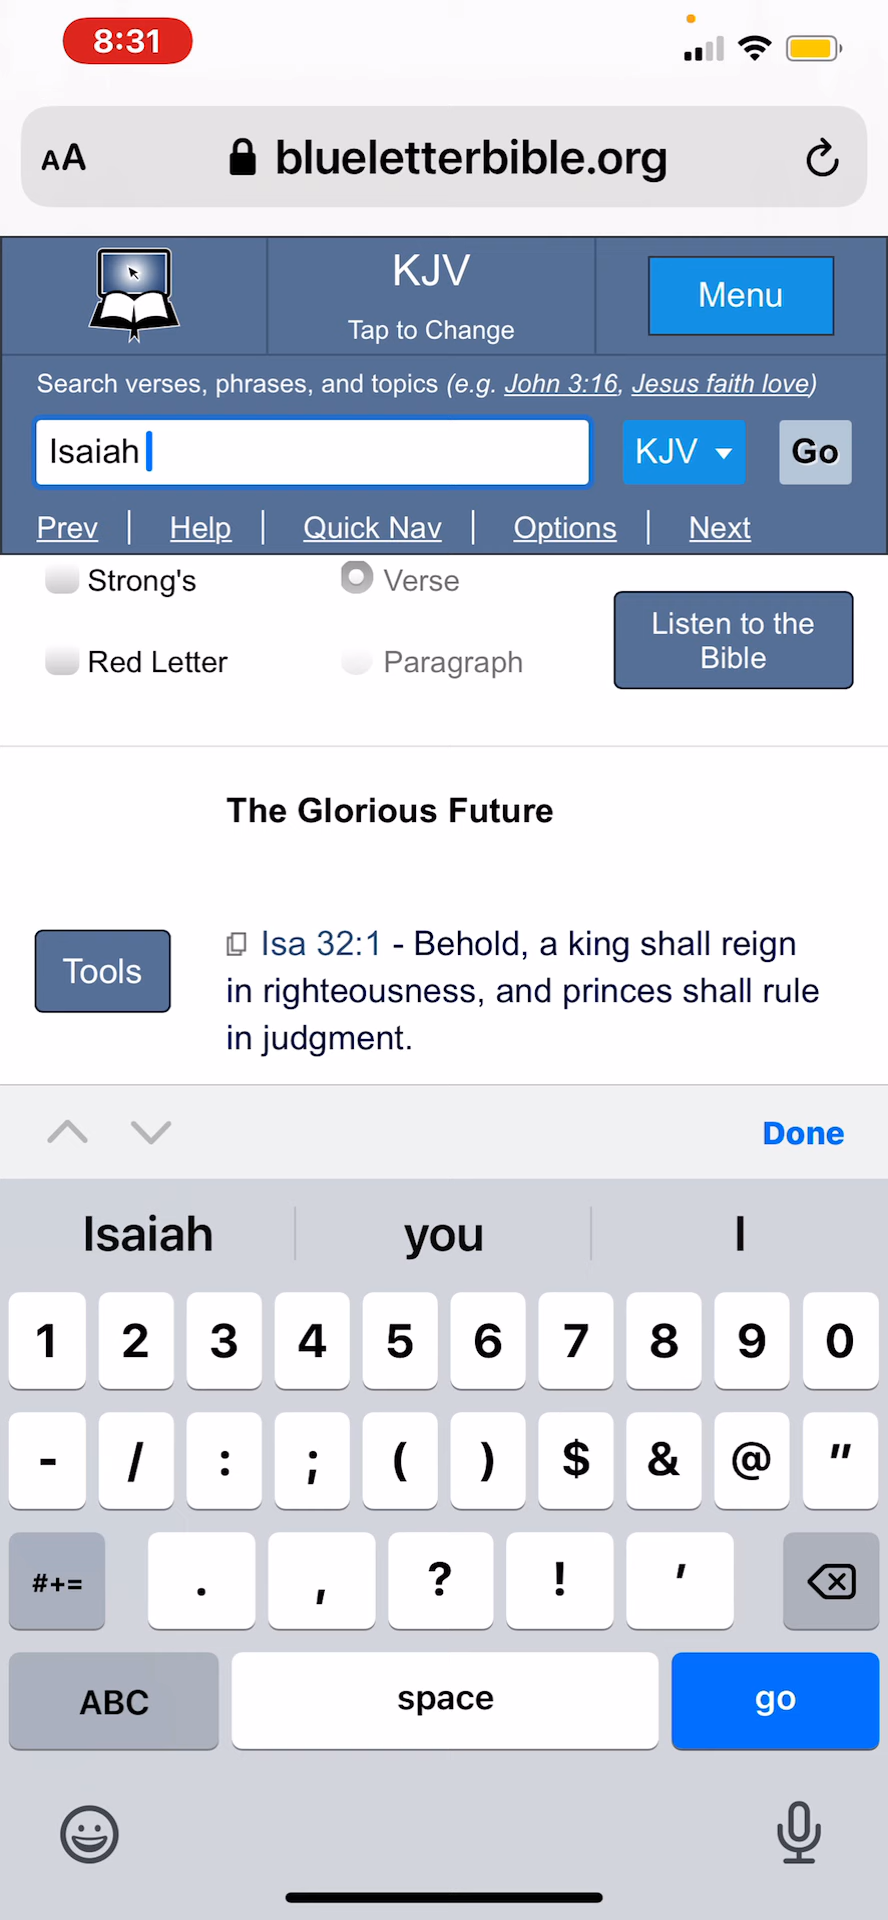 8:31
AA blueletterbible.org
KJV
Tap to Change
Menu
Search verses, phrases, and topics (e.g. John 3:16, Jesus faith love)
Isaiah KJV Go
Prev | Help | Quick Nav | Options | Next
Strong's Verse
Red Letter Paragraph
Listen to the
Bible
The Glorious Future
Tools
Isa 32:1 - Behold, a king shall reign
in righteousness, and princes shall rule
in judgment.
Done
Isaiah you I
1 2 3 4 5 6 7 8 9 0
- / : ; ( ) $ & @ "
#+= . , ? ! '
ABC space go